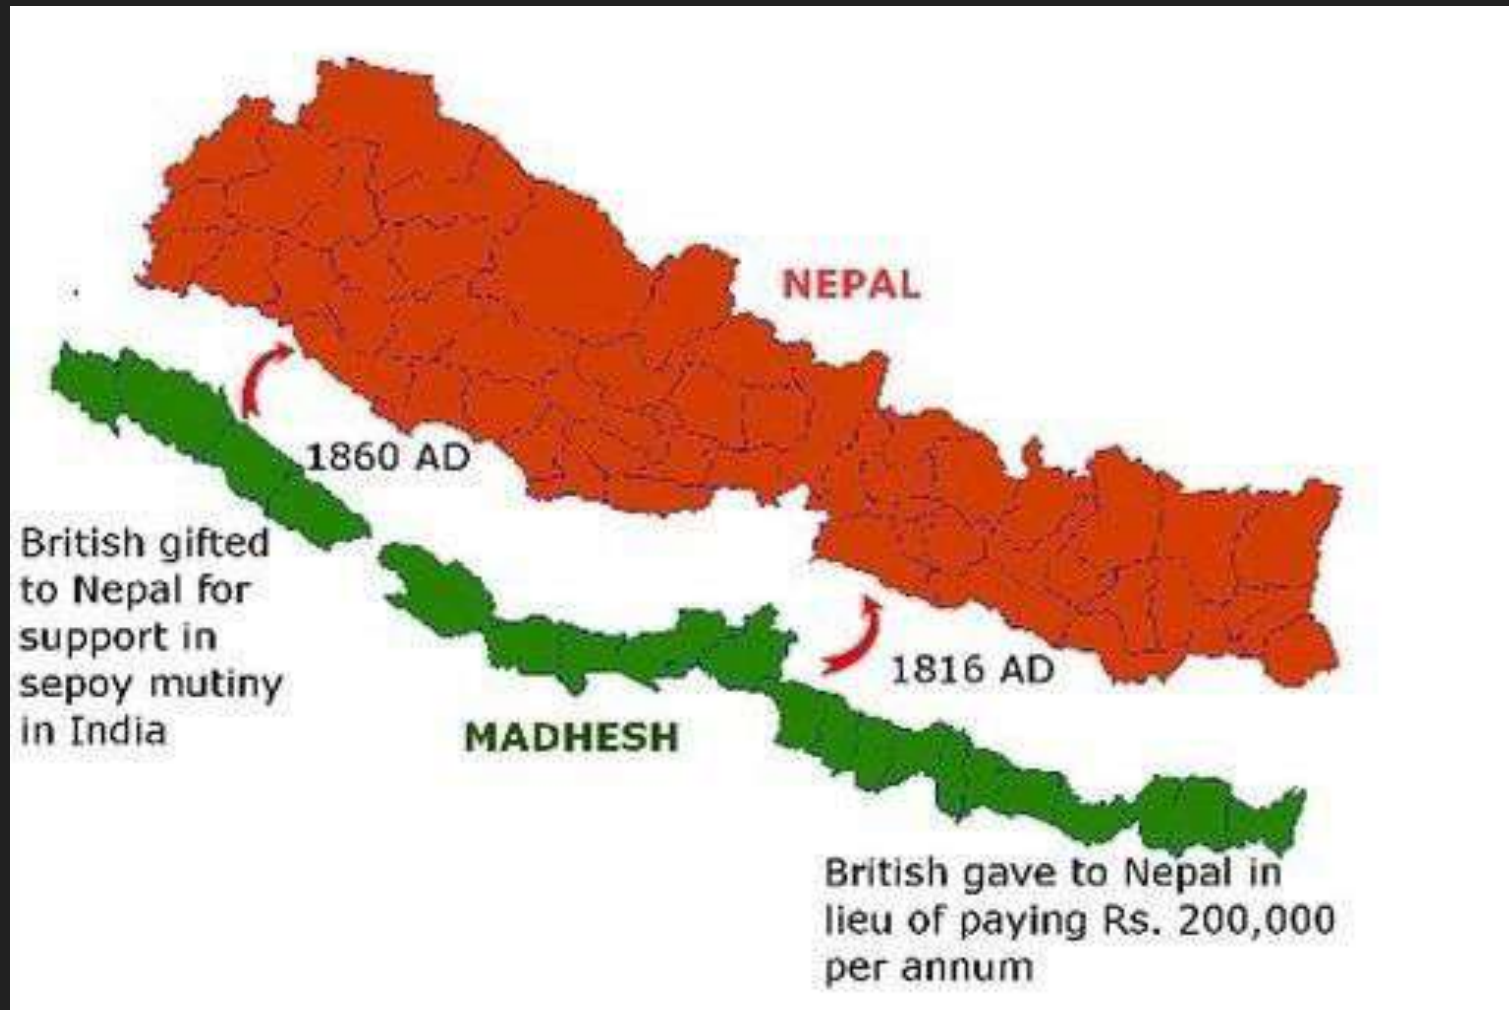 NEPAL
1860 AD
British gifted
to Nepal for
support in
sepoy mutiny
in India
1816 AD
MADHESH
British gave to Nepal in
lieu of paying Rs. 200,000
per annum